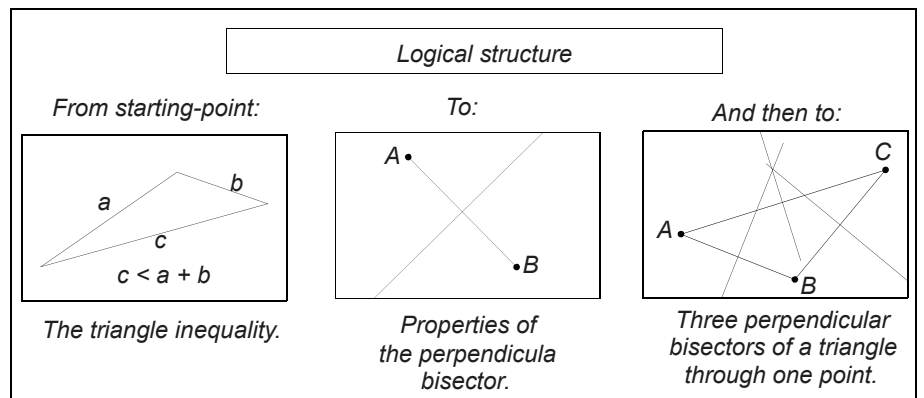 Logical structure
From starting-point:
To:
And then to:
a
b
c
c < a + b
A
B
A
B
C
The triangle inequality.
Properties of
the perpendicula
bisector.
Three perpendicular
bisectors of a triangle
through one point.